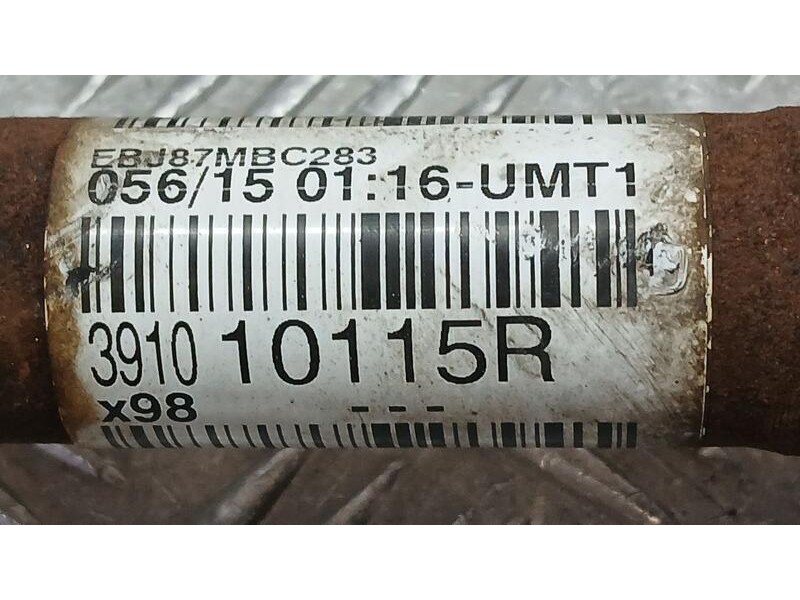 EBJ87MBC283
056/15 01:16-UMT1
3910 10115R
x98 - - -